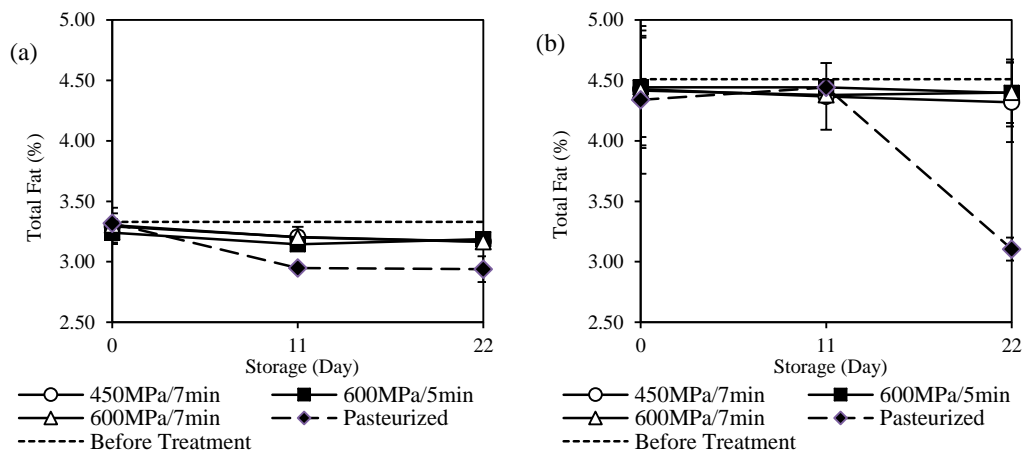 (a)
Total Fat (%)
5.00
4.50
4.00
3.50
3.00
2.50
0 11 22
Storage (Day)
450MPa/7min 600MPa/5min
600MPa/7min Pasteurized
Before Treatment
(b)
Total Fat (%)
5.00
4.50
4.00
3.50
3.00
2.50
0 11 22
Storage (Day)
450MPa/7min 600MPa/5min
600MPa/7min Pasteurized
Before Treatment